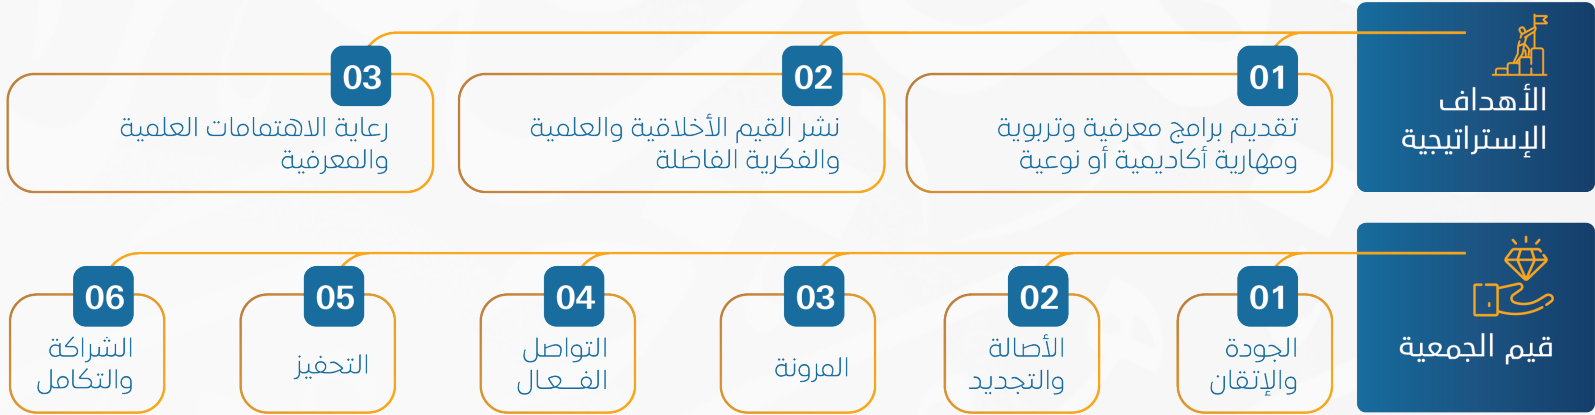 الأهداف
الإستراتيجية
01
تقديم برامج معرفية وتربوية
ومهارية أكاديمية أو نوعية
02
نشر القيم الأخلاقية والعلمية
والفكرية الفاضلة
03
رعاية الاهتمامات العلمية
والمعرفية
قيم الجمعية
01
الجودة
والإتقان
02
الأصالة
والتجديد
03
المرونة
04
التواصل
الفـــعـال
05
التحفيز
06
الشراكة
والتكامل